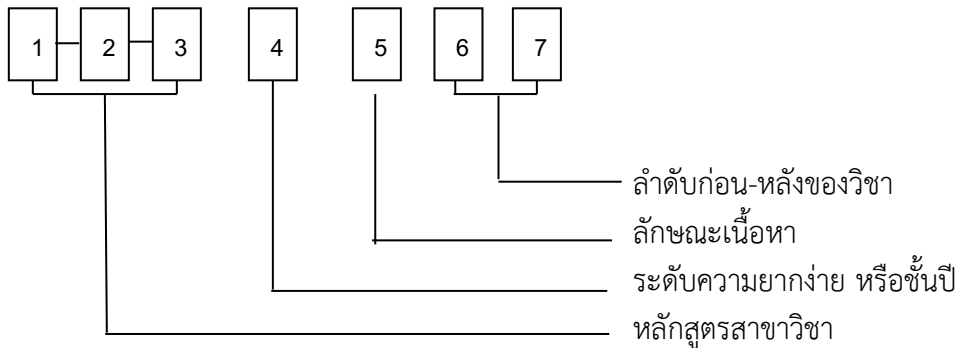 1 2 3 4 5 6 7
ลำดับก่อน-หลังของวิชา
ลักษณะเนื้อหา
ระดับความยากง่าย หรือชั้นปี
หลักสูตรสาขาวิชา